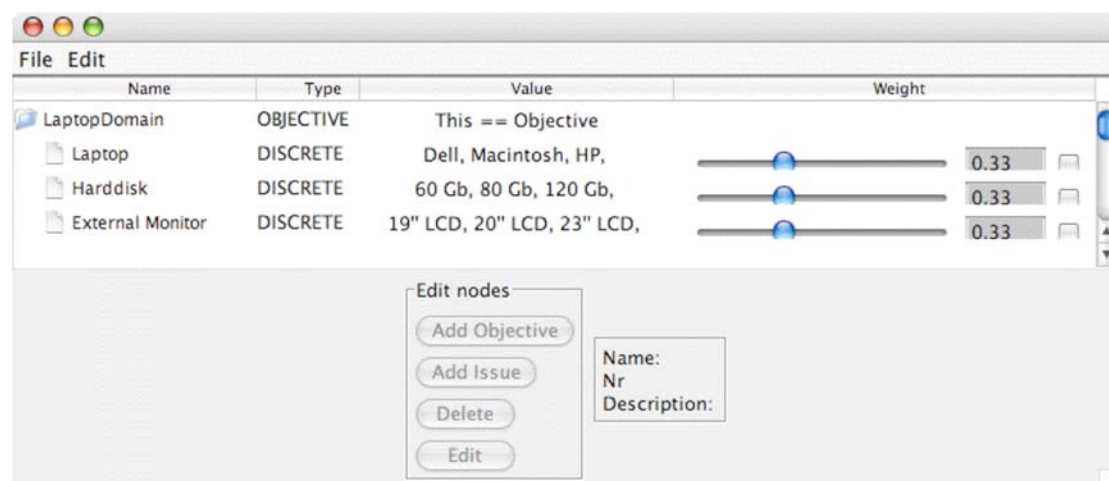 File Edit
Name Type Value Weight
LaptopDomain OBJECTIVE This == Objective
Laptop DISCRETE Dell, Macintosh, HP, 0.33
Harddisk DISCRETE 60 Gb, 80 Gb, 120 Gb, 0.33
External Monitor DISCRETE 19" LCD, 20" LCD, 23" LCD, 0.33
Edit nodes
Add Objective
Add Issue
Delete
Edit
Name:
Nr
Description: